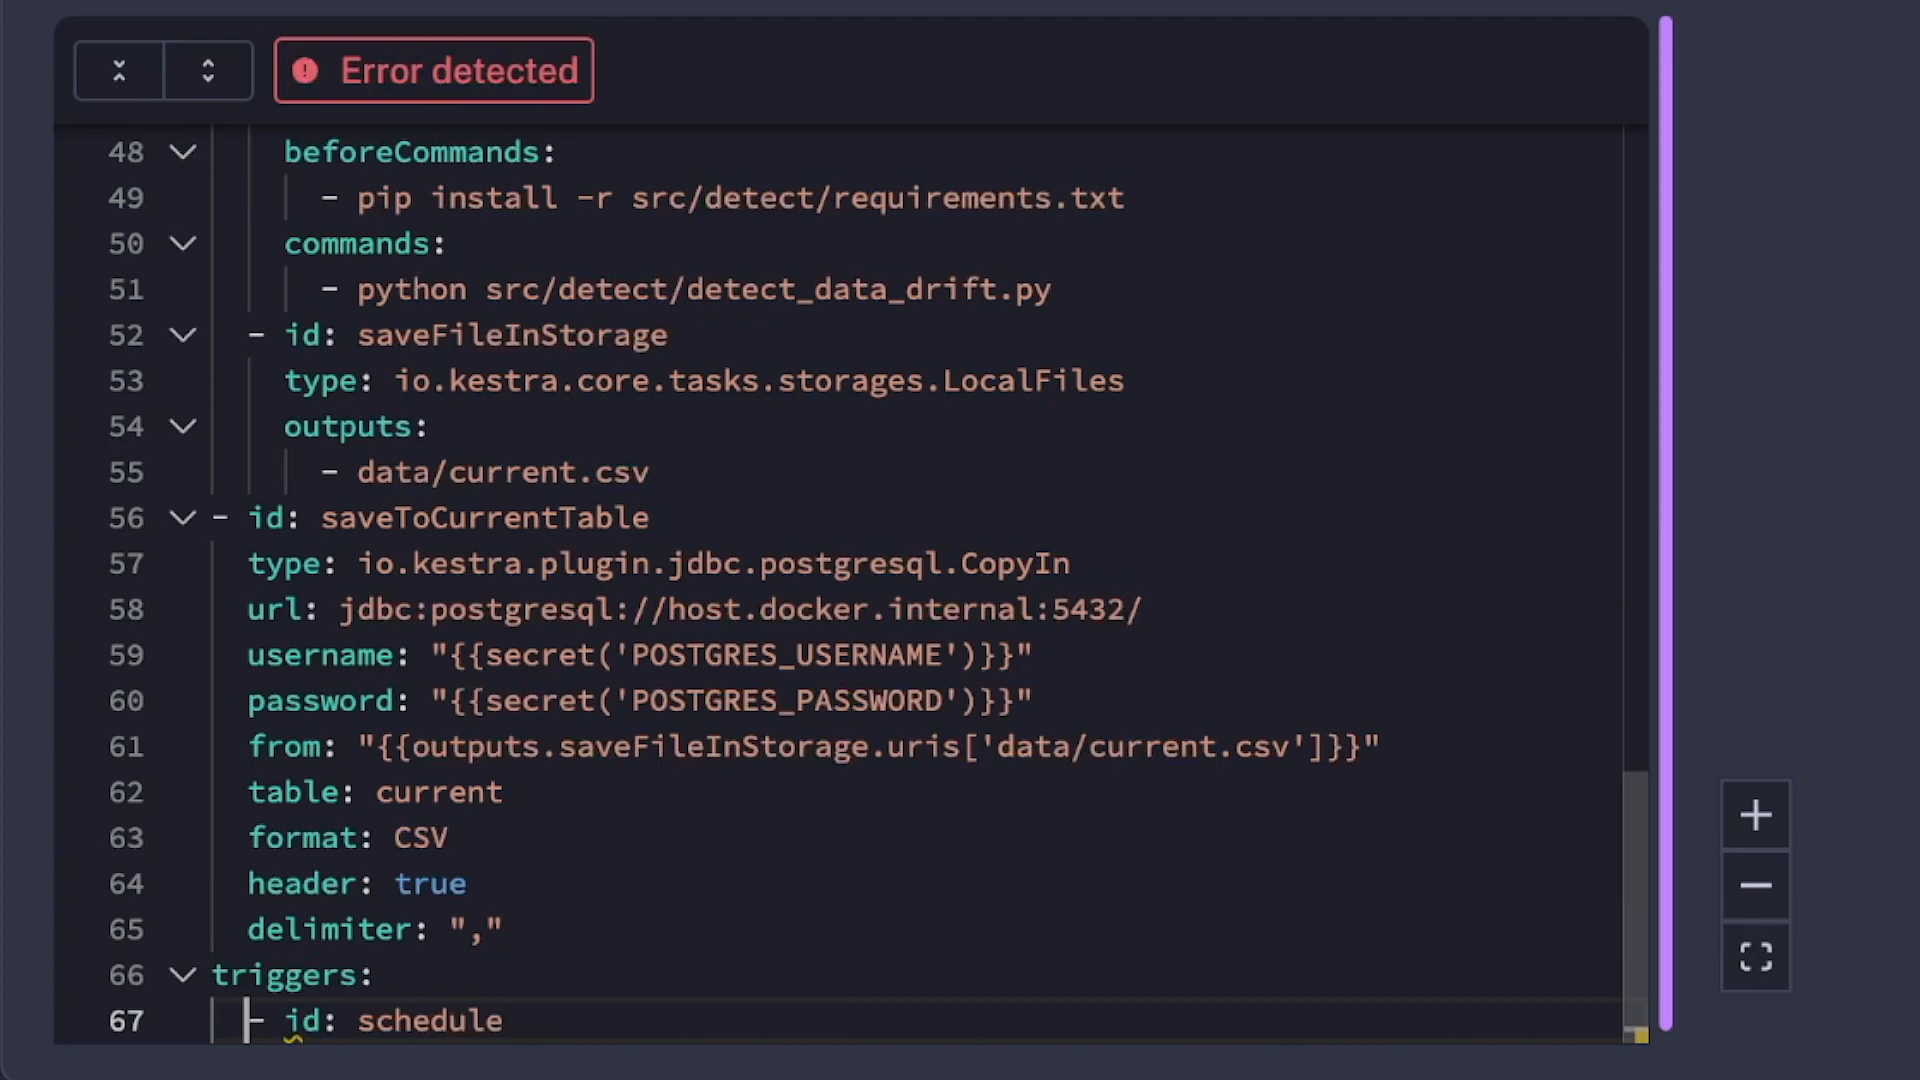 Error detected
48 beforeCommands:
49 - pip install -r src/detect/requirements.txt
50 commands:
51 - python src/detect/detect_data_drift.py
52 - id: saveFileInStorage
53 type: io.kestra.core.tasks.storages.LocalFiles
54 outputs:
55 - data/current.csv
56 - id: saveToCurrentTable
57 type: io.kestra.plugin.jdbc.postgresql.CopyIn
58 url: jdbc:postgresql://host.docker.internal:5432/
59 username: "{{secret('POSTGRES_USERNAME')}}"
60 password: "{{secret('POSTGRES_PASSWORD')}}"
61 from: "{{outputs.saveFileInStorage.uris['data/current.csv']}}"
62 table: current
63 format: CSV
64 header: true
65 delimiter: ","
66 triggers:
67 - id: schedule